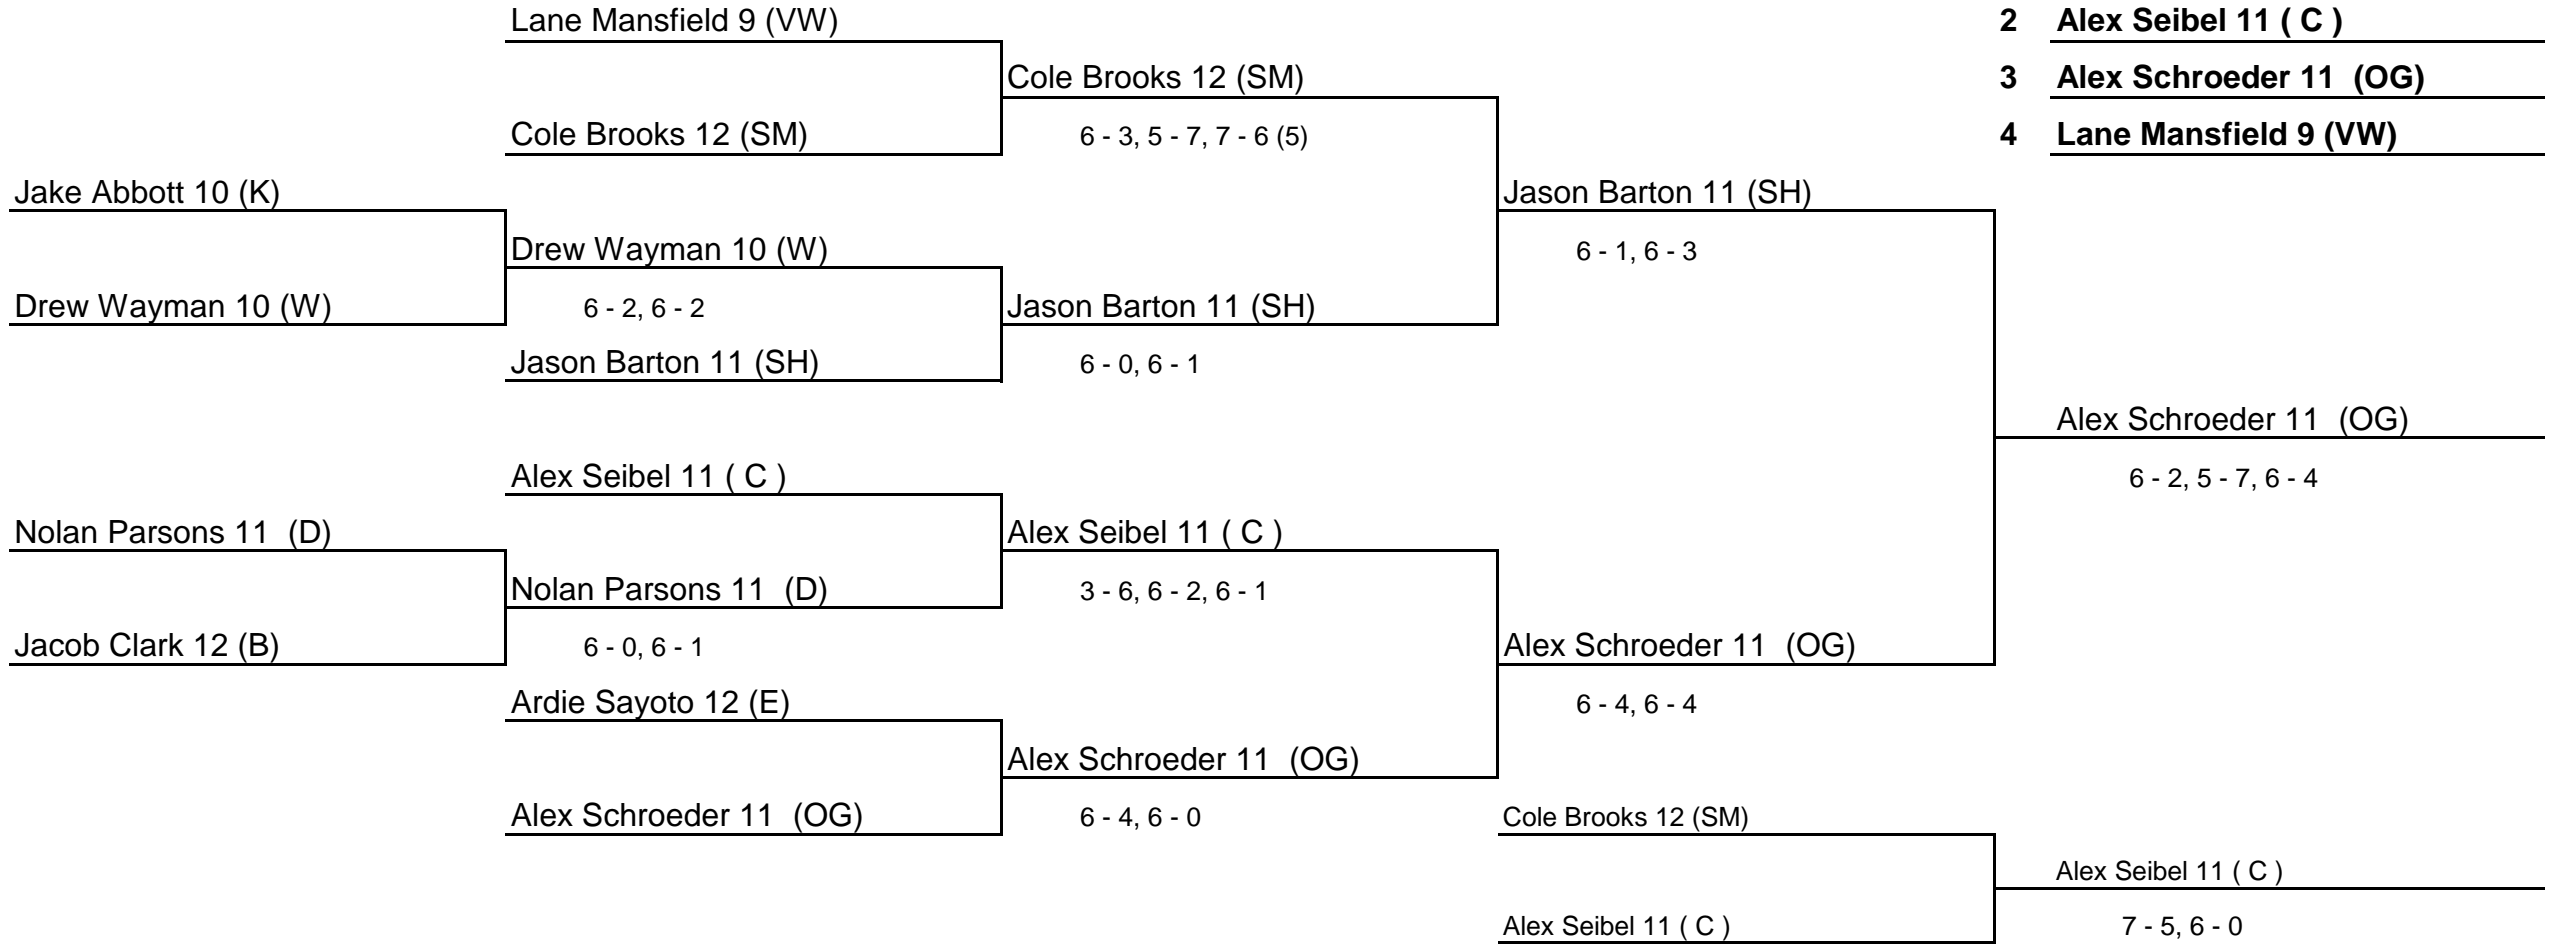 Lane Mansfield 9 (VW)
2 Alex Seibel 11 ( C )
Cole Brooks 12 (SM)
3 Alex Schroeder 11 (OG)
Cole Brooks 12 (SM)
6 - 3, 5 - 7, 7 - 6 (5)
4 Lane Mansfield 9 (VW)
Jake Abbott 10 (K)
Jason Barton 11 (SH)
Drew Wayman 10 (W)
6 - 1, 6 - 3
Drew Wayman 10 (W)
6 - 2, 6 - 2
Jason Barton 11 (SH)
Jason Barton 11 (SH)
6 - 0, 6 - 1
Alex Schroeder 11 (OG)
Alex Seibel 11 ( C )
6 - 2, 5 - 7, 6 - 4
Nolan Parsons 11 (D)
Alex Seibel 11 ( C )
Nolan Parsons 11 (D)
3 - 6, 6 - 2, 6 - 1
Jacob Clark 12 (B)
6 - 0, 6 - 1
Alex Schroeder 11 (OG)
Ardie Sayoto 12 (E)
6 - 4, 6 - 4
Alex Schroeder 11 (OG)
Alex Schroeder 11 (OG)
6 - 4, 6 - 0
Cole Brooks 12 (SM)
Alex Seibel 11 ( C )
Alex Seibel 11 ( C )
7 - 5, 6 - 0